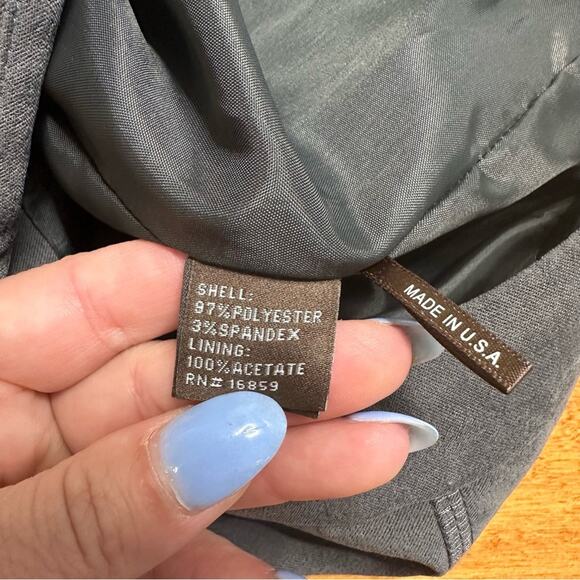 SHELL:
97%POLYESTER
3%SPANDEX
LINING:
100%ACETATE
RN# 16859
MADE IN U.S.A.